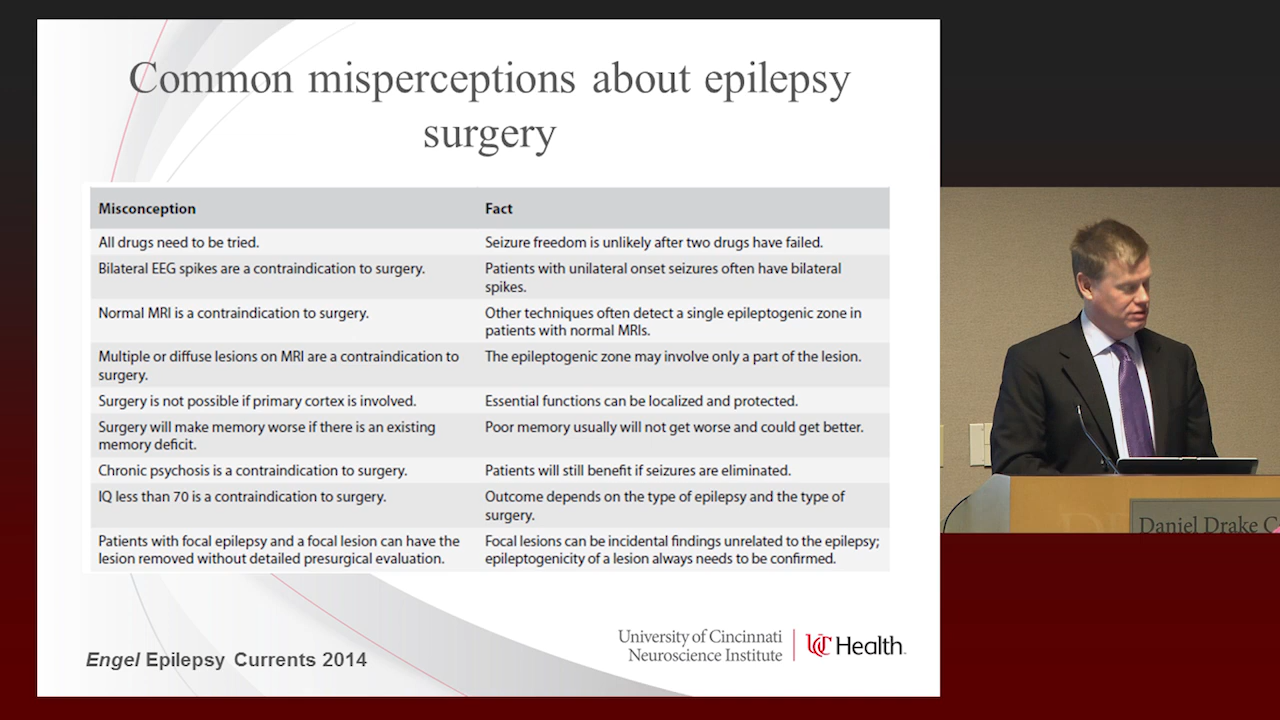 Common misperceptions about epilepsy
surgery
Misconception Fact
All drugs need to be tried. Seizure freedom is unlikely after two drugs have failed.
Bilateral EEG spikes are a contraindication to surgery. Patients with unilateral onset seizures often have bilateral
spikes.
Normal MRI is a contraindication to surgery. Other techniques often detect a single epileptogenic zone in
patients with normal MRIs.
Multiple or diffuse lesions on MRI are a contraindication to The epileptogenic zone may involve only a part of the lesion.
surgery.
Surgery is not possible if primary cortex is involved. Essential functions can be localized and protected.
Surgery will make memory worse if there is an existing Poor memory usually will not get worse and could get better.
memory deficit.
Chronic psychosis is a contraindication to surgery. Patients will still benefit if seizures are eliminated.
IQ less than 70 is a contraindication to surgery. Outcome depends on the type of epilepsy and the type of
surgery.
Patients with focal epilepsy and a focal lesion can have the Focal lesions can be incidental findings unrelated to the epilepsy;
lesion removed without detailed presurgical evaluation. epileptogenicity of a lesion always needs to be confirmed.
Engel Epilepsy Currents 2014
University of Cincinnati
Neuroscience Institute
UC Health
Daniel Drake C